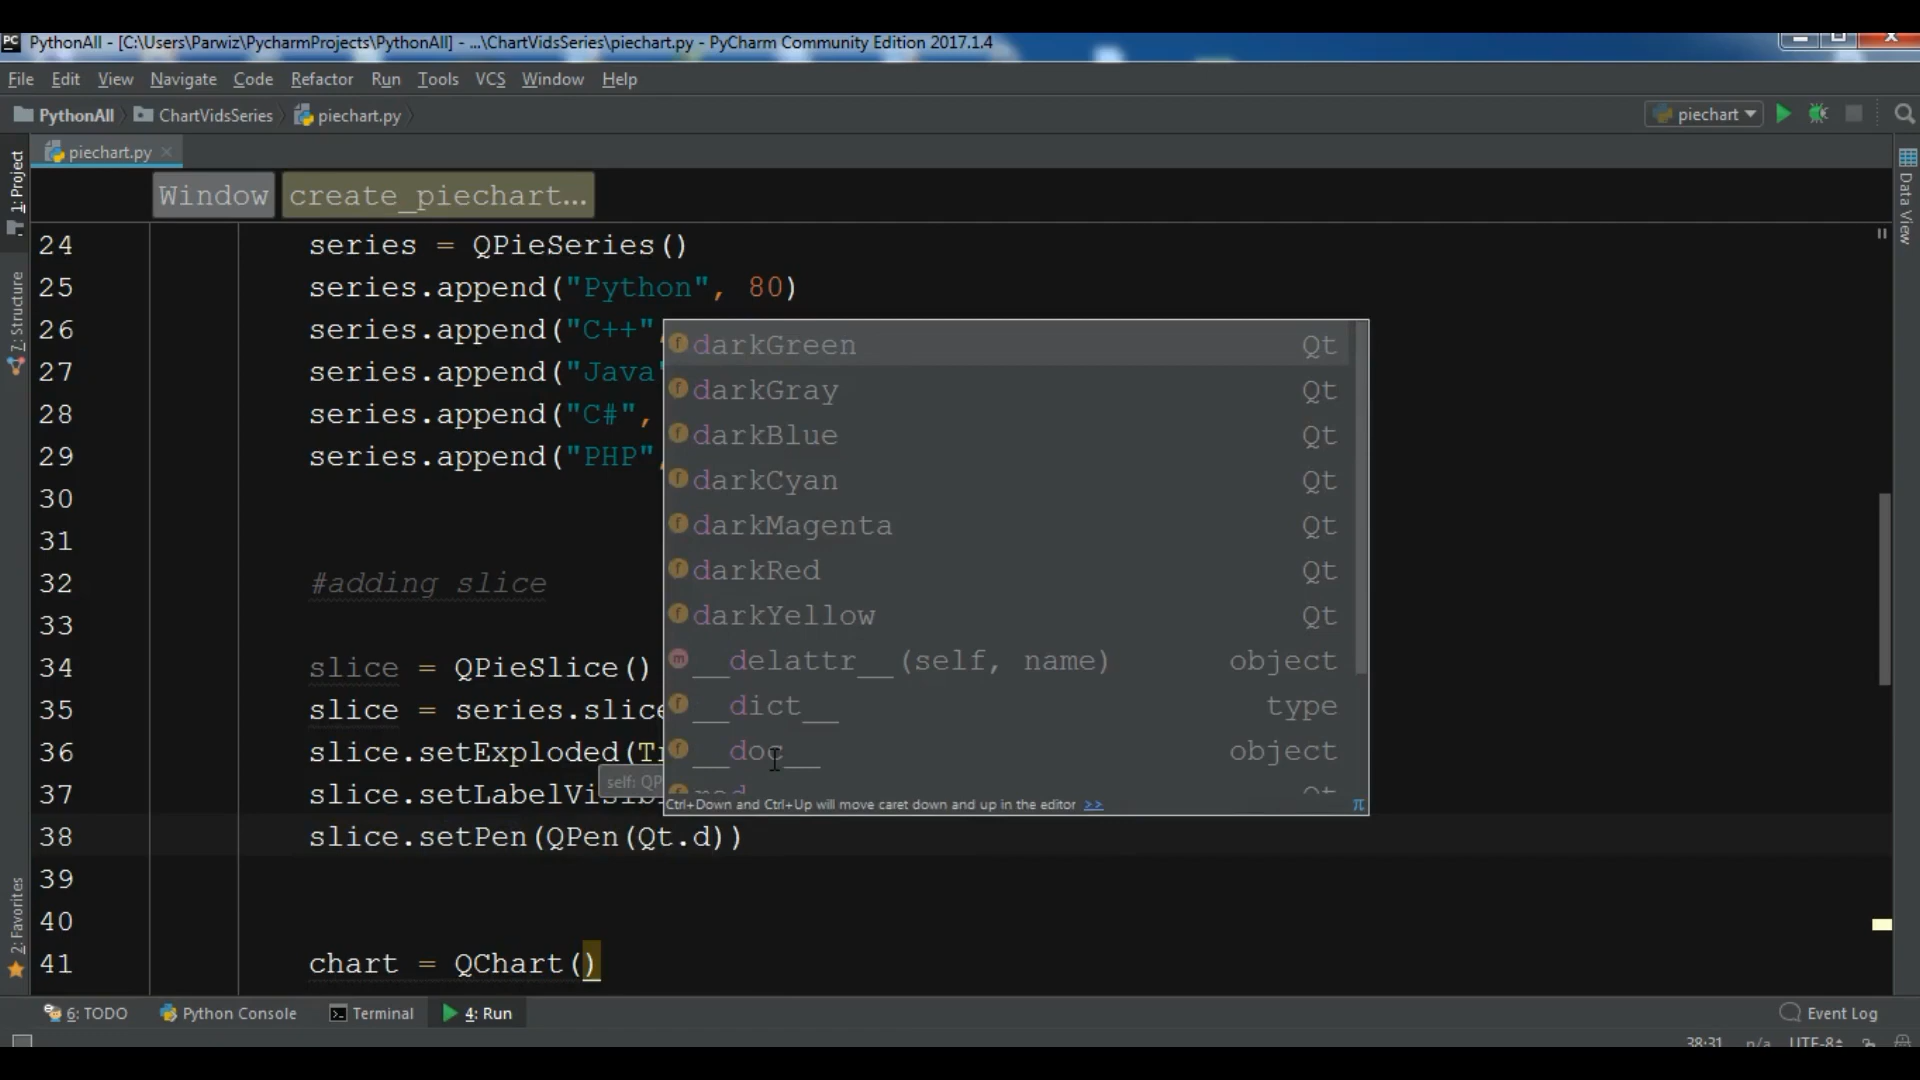 PC PythonAll - [C:\Users\Parwiz\PycharmProjects\PythonAll] - ...\ChartVidsSeries\piechart.py - PyCharm Community Edition 2017.1.4
File Edit View Navigate Code Refactor Run Tools VCS Window Help
PythonAll ChartVidsSeries piechart.py piechart
piechart.py
Window create_piechart...
1: Project
7: Structure
2: Favorites
Data View
24 series = QPieSeries()
25 series.append("Python", 80)
26 series.append("C++",
27 series.append("Java"
28 series.append("C#",
29 series.append("PHP",
30
31
32 #adding slice
33
34 slice = QPieSlice()
35 slice = series.slice
36 slice.setExploded(Tr
37 slice.setLabelVisibl
38 slice.setPen(QPen(Qt.d))
39
40
41 chart = QChart()
self: QP
darkGreen Qt
darkGray Qt
darkBlue Qt
darkCyan Qt
darkMagenta Qt
darkRed Qt
darkYellow Qt
__delattr__(self, name) object
__dict__ type
__doc__ object
red Qt
Ctrl+Down and Ctrl+Up will move caret down and up in the editor >> π
6: TODO Python Console Terminal 4: Run Event Log
38:31 n/a UTF-8